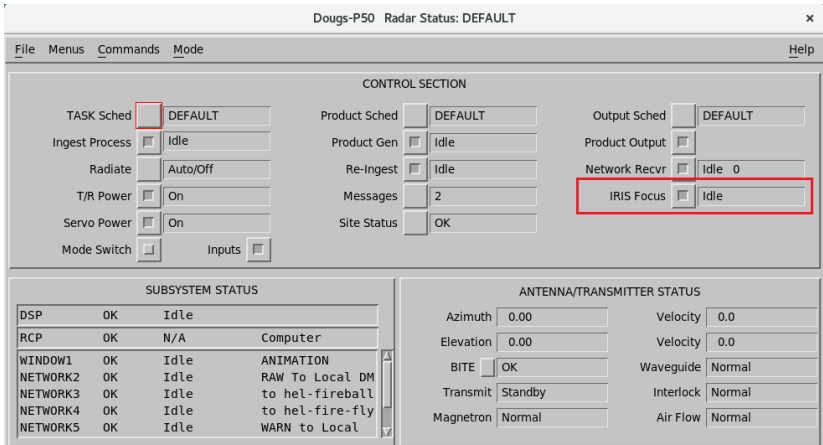 Dougs-P50   Radar Status: DEFAULT   ×
File   Menus   Commands   Mode   Help
CONTROL SECTION
TASK Sched   DEFAULT   Product Sched   DEFAULT   Output Sched   DEFAULT
Ingest Process   Idle   Product Gen   Idle   Product Output
Radiate   Auto/Off   Re-Ingest   Idle   Network Recvr   Idle   0
T/R Power   On   Messages   2   IRIS Focus   Idle
Servo Power   On   Site Status   OK
Mode Switch   Inputs
SUBSYSTEM STATUS
DSP   OK   Idle
RCP   OK   N/A   Computer
WINDOW1   OK   Idle   ANIMATION
NETWORK2   OK   Idle   RAW To Local DM
NETWORK3   OK   Idle   to hel-fireball
NETWORK4   OK   Idle   to hel-fire-fly
NETWORK5   OK   Idle   WARN to Local
ANTENNA/TRANSMITTER STATUS
Azimuth   0.00   Velocity   0.0
Elevation   0.00   Velocity   0.0
BITE   OK   Waveguide   Normal
Transmit   Standby   Interlock   Normal
Magnetron   Normal   Air Flow   Normal